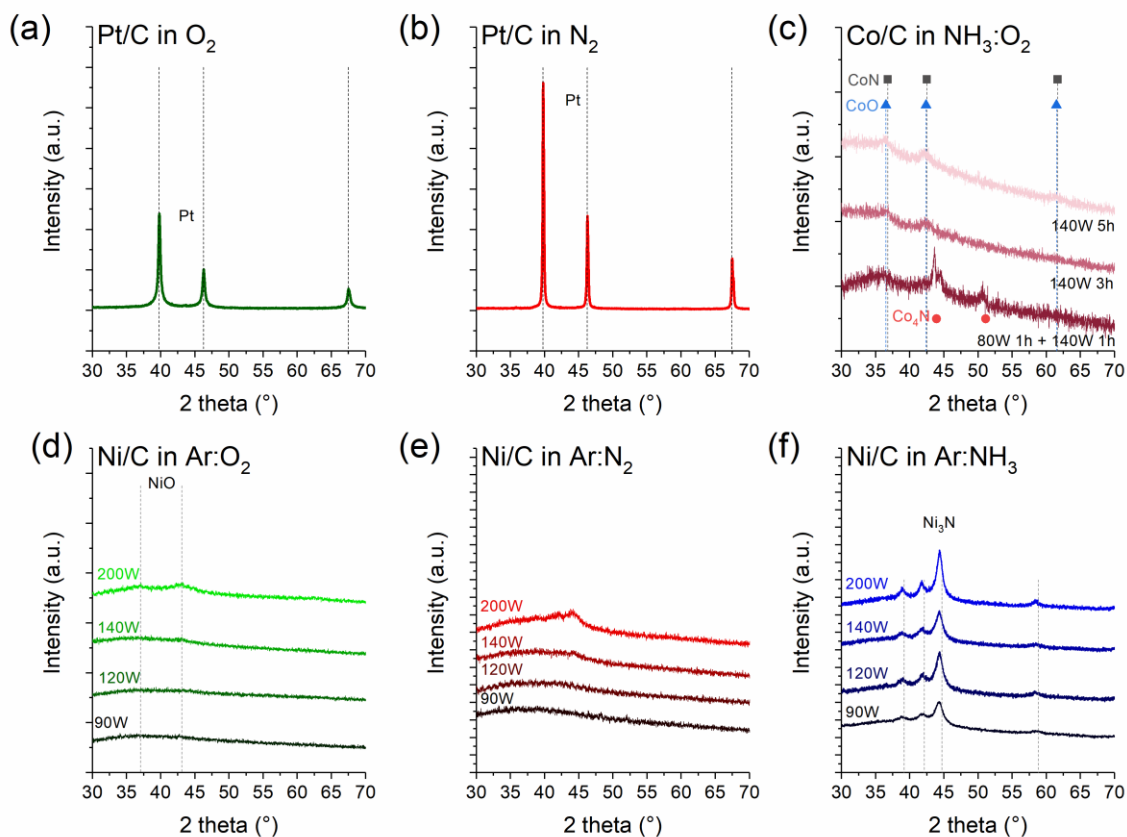 (a) Pt/C in O₂
Pt
Intensity (a.u.)
30 35 40 45 50 55 60 65 70
2 theta (°)
(b) Pt/C in N₂
Pt
Intensity (a.u.)
30 35 40 45 50 55 60 65 70
2 theta (°)
(c) Co/C in NH₃:O₂
CoN
CoO
140W 5h
140W 3h
Co₄N
80W 1h + 140W 1h
Intensity (a.u.)
30 35 40 45 50 55 60 65 70
2 theta (°)
(d) Ni/C in Ar:O₂
NiO
200W
140W
120W
90W
Intensity (a.u.)
30 35 40 45 50 55 60 65 70
2 theta (°)
(e) Ni/C in Ar:N₂
200W
140W
120W
90W
Intensity (a.u.)
30 35 40 45 50 55 60 65 70
2 theta (°)
(f) Ni/C in Ar:NH₃
Ni₃N
200W
140W
120W
90W
Intensity (a.u.)
30 35 40 45 50 55 60 65 70
2 theta (°)